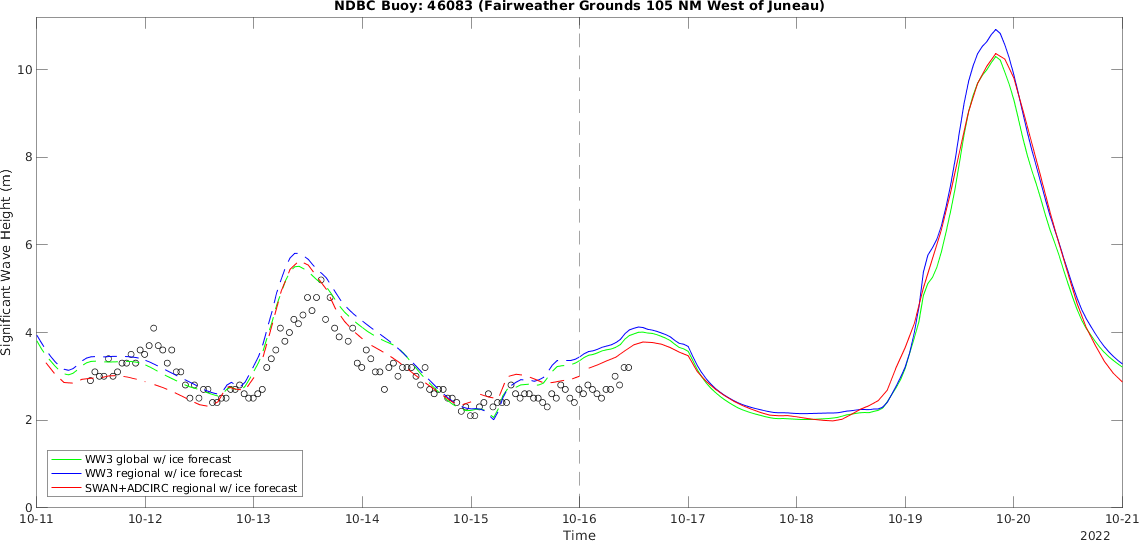 NDBC Buoy: 46083 (Fairweather Grounds 105 NM West of Juneau)
Significant Wave Height (m)
10
8
6
4
2
0
WW3 global w/ ice forecast
WW3 regional w/ ice forecast
SWAN+ADCIRC regional w/ ice forecast
10-11 10-12 10-13 10-14 10-15 10-16 10-17 10-18 10-19 10-20 10-21
Time
2022